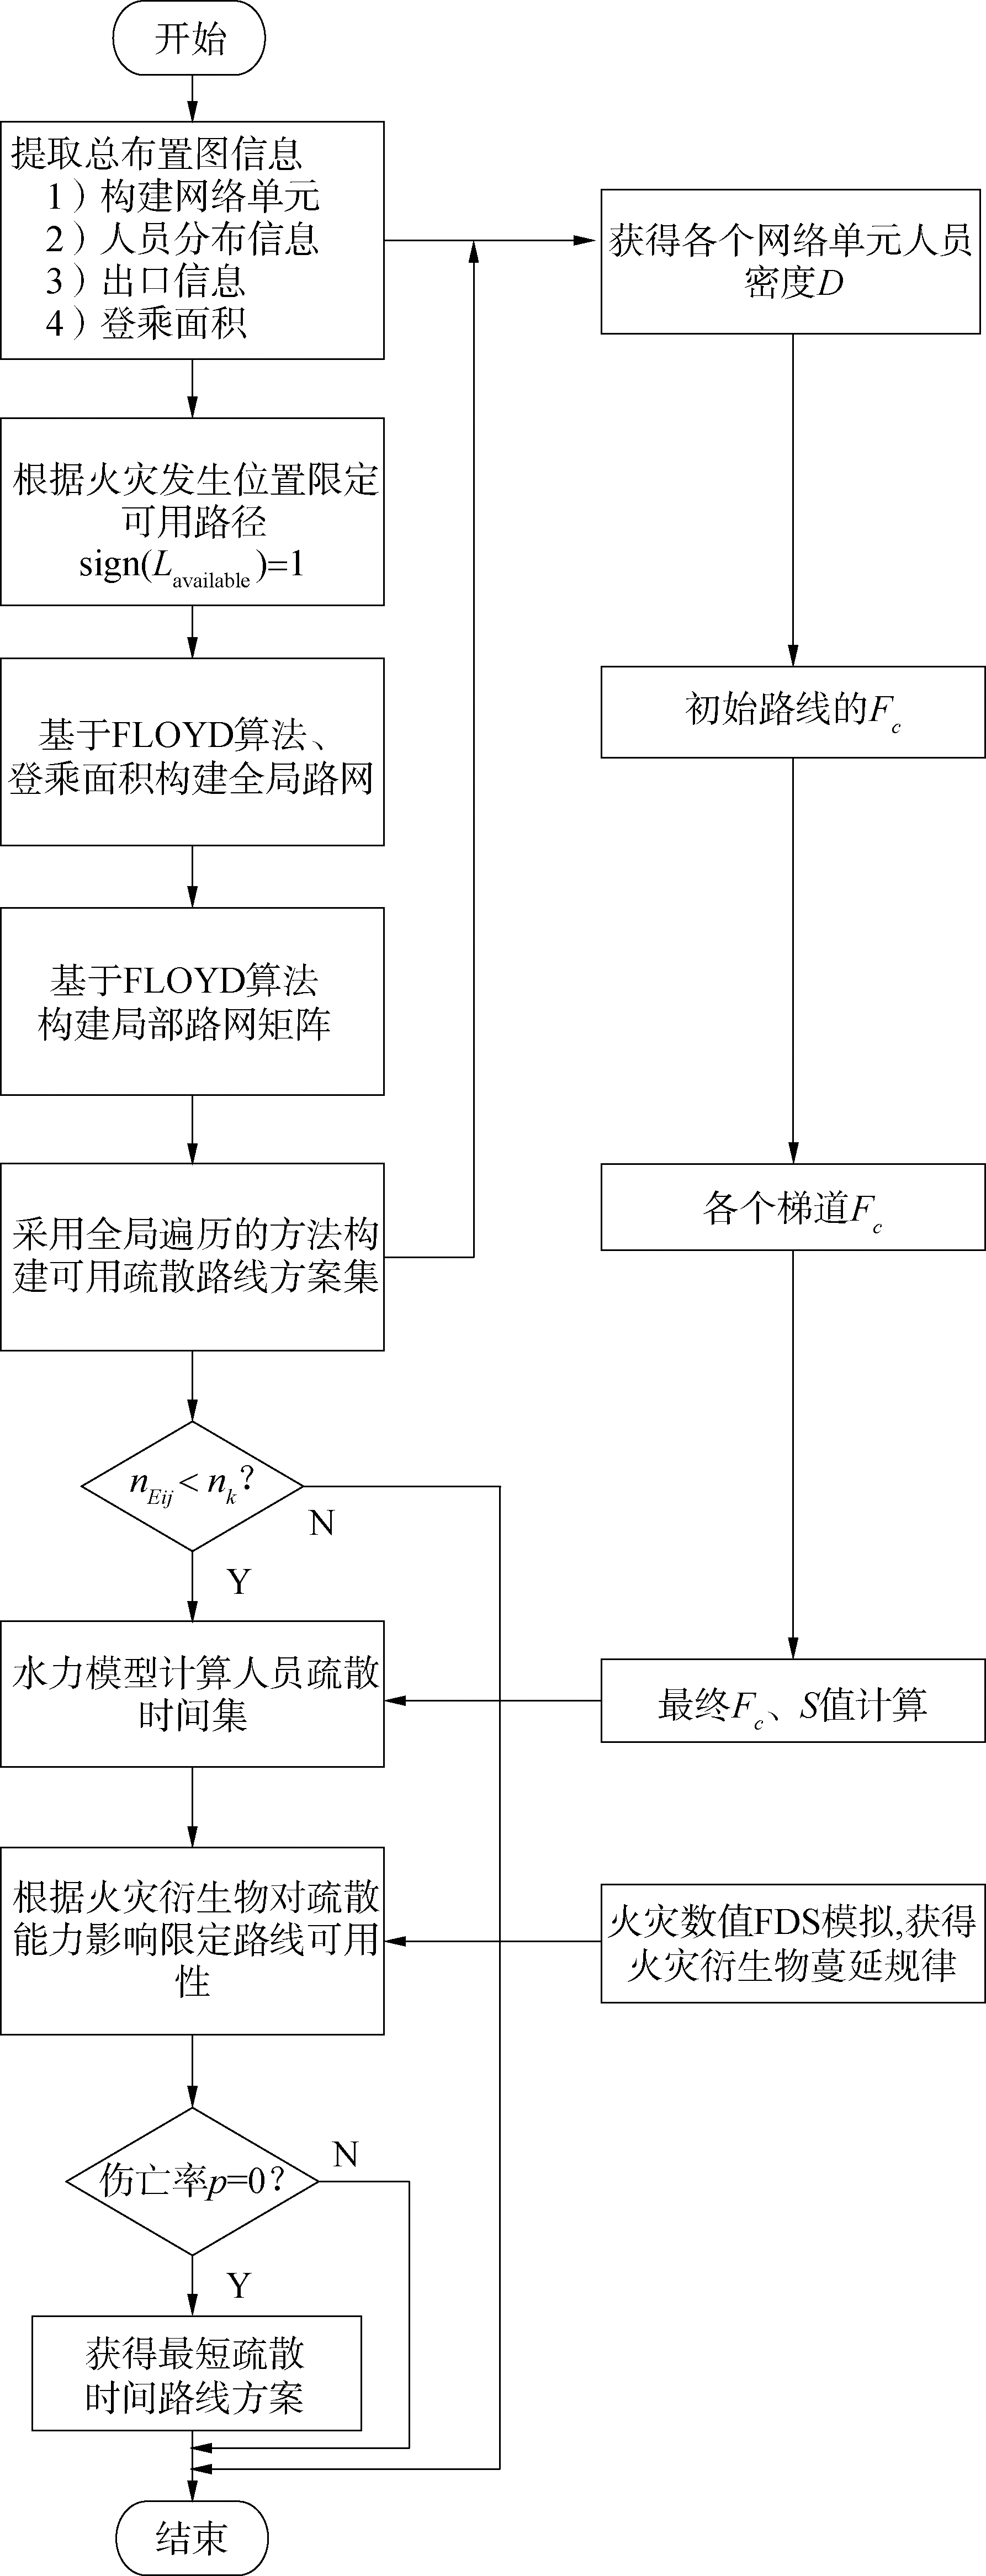 开始
提取总布置图信息
1）构建网络单元
2）人员分布信息
3）出口信息
4）登乘面积
获得各个网络单元人员
密度D
根据火灾发生位置限定
可用路径
sign(Lavailable)=1
基于FLOYD算法、
登乘面积构建全局路网
初始路线的Fc
基于FLOYD算法
构建局部路网矩阵
采用全局遍历的方法构
建可用疏散路线方案集
各个梯道Fc
nEij < nk?
N
Y
水力模型计算人员疏散
时间集
最终Fc、S值计算
根据火灾衍生物对疏散
能力影响限定路线可用
性
火灾数值FDS模拟,获得
火灾衍生物蔓延规律
伤亡率p=0?
N
Y
获得最短疏散
时间路线方案
结束